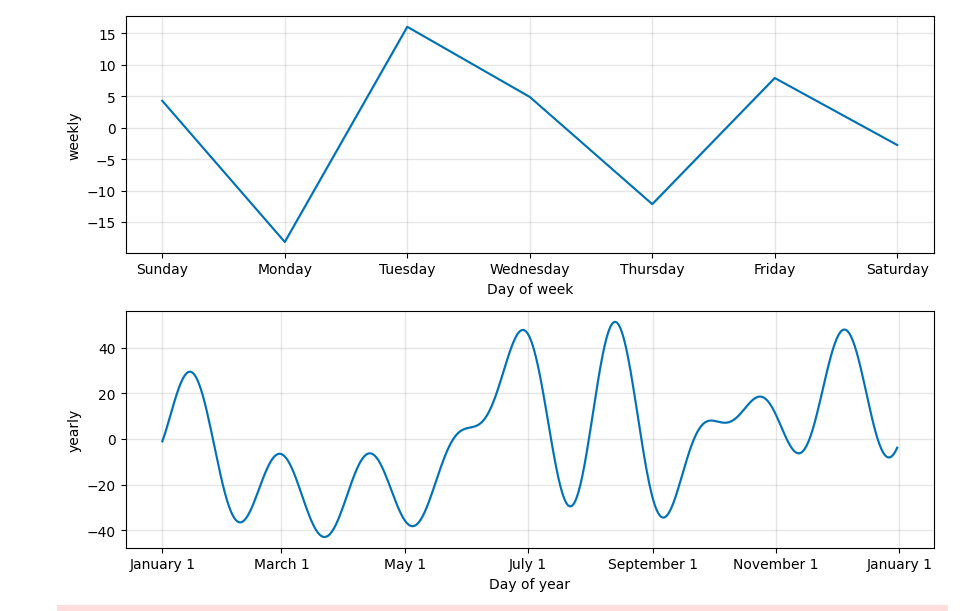 15
10
5
0
−5
−10
−15
weekly
Sunday Monday Tuesday Wednesday Thursday Friday Saturday
Day of week
40
20
0
−20
−40
yearly
January 1 March 1 May 1 July 1 September 1 November 1 January 1
Day of year